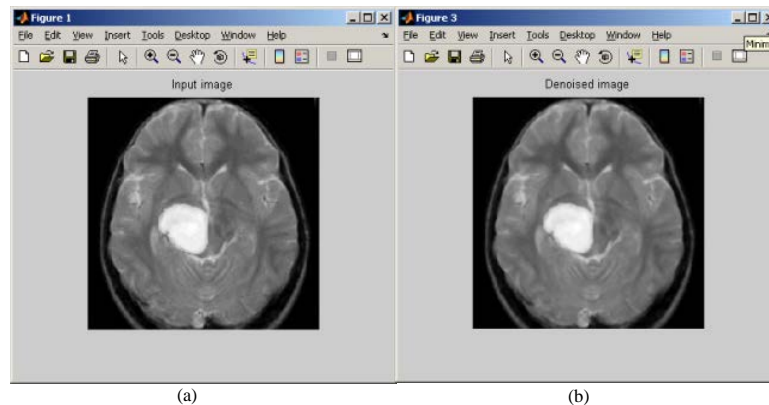 Figure 1
File Edit View Insert Tools Desktop Window Help
Input image
(a)
Figure 3
File Edit View Insert Tools Desktop Window Help
Denoised image
(b)